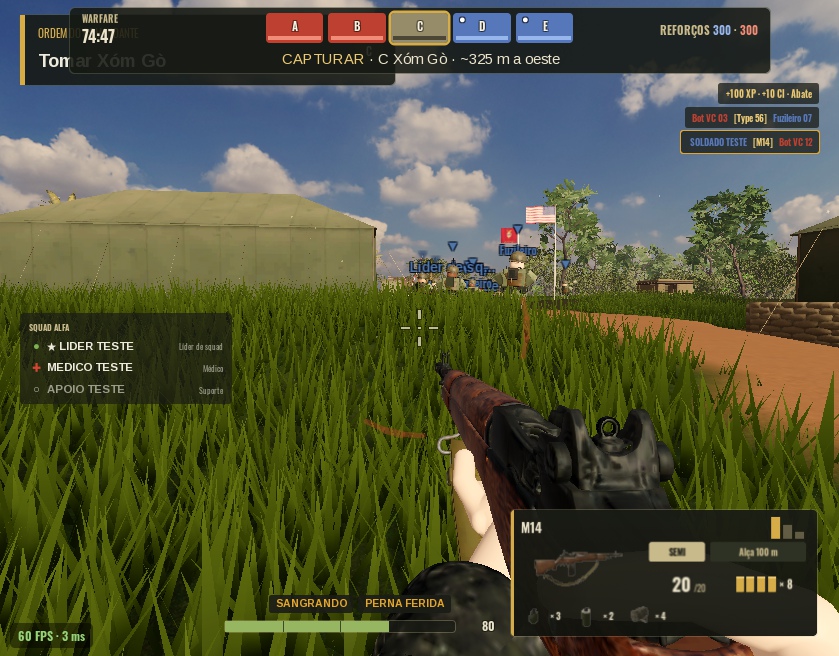 WARFARE
74:47
A B C D E
REFORÇOS 300 · 300
ORDEM
Tomar Xóm Gò
CAPTURAR · C Xóm Gò · ~325 m a oeste
+100 XP · +10 CI · Abate
Bot VC 03 [Type 56] Fuzileiro 07
SOLDADO TESTE [M14] Bot VC 12
SQUAD ALFA
★ LIDER TESTE Líder de squad
MEDICO TESTE Médico
APOIO TESTE Suporte
M14
SEMI Alça 100 m
20 /20 × 8
×3 ×2 ×4
SANGRANDO PERNA FERIDA
80
60 FPS · 3 ms